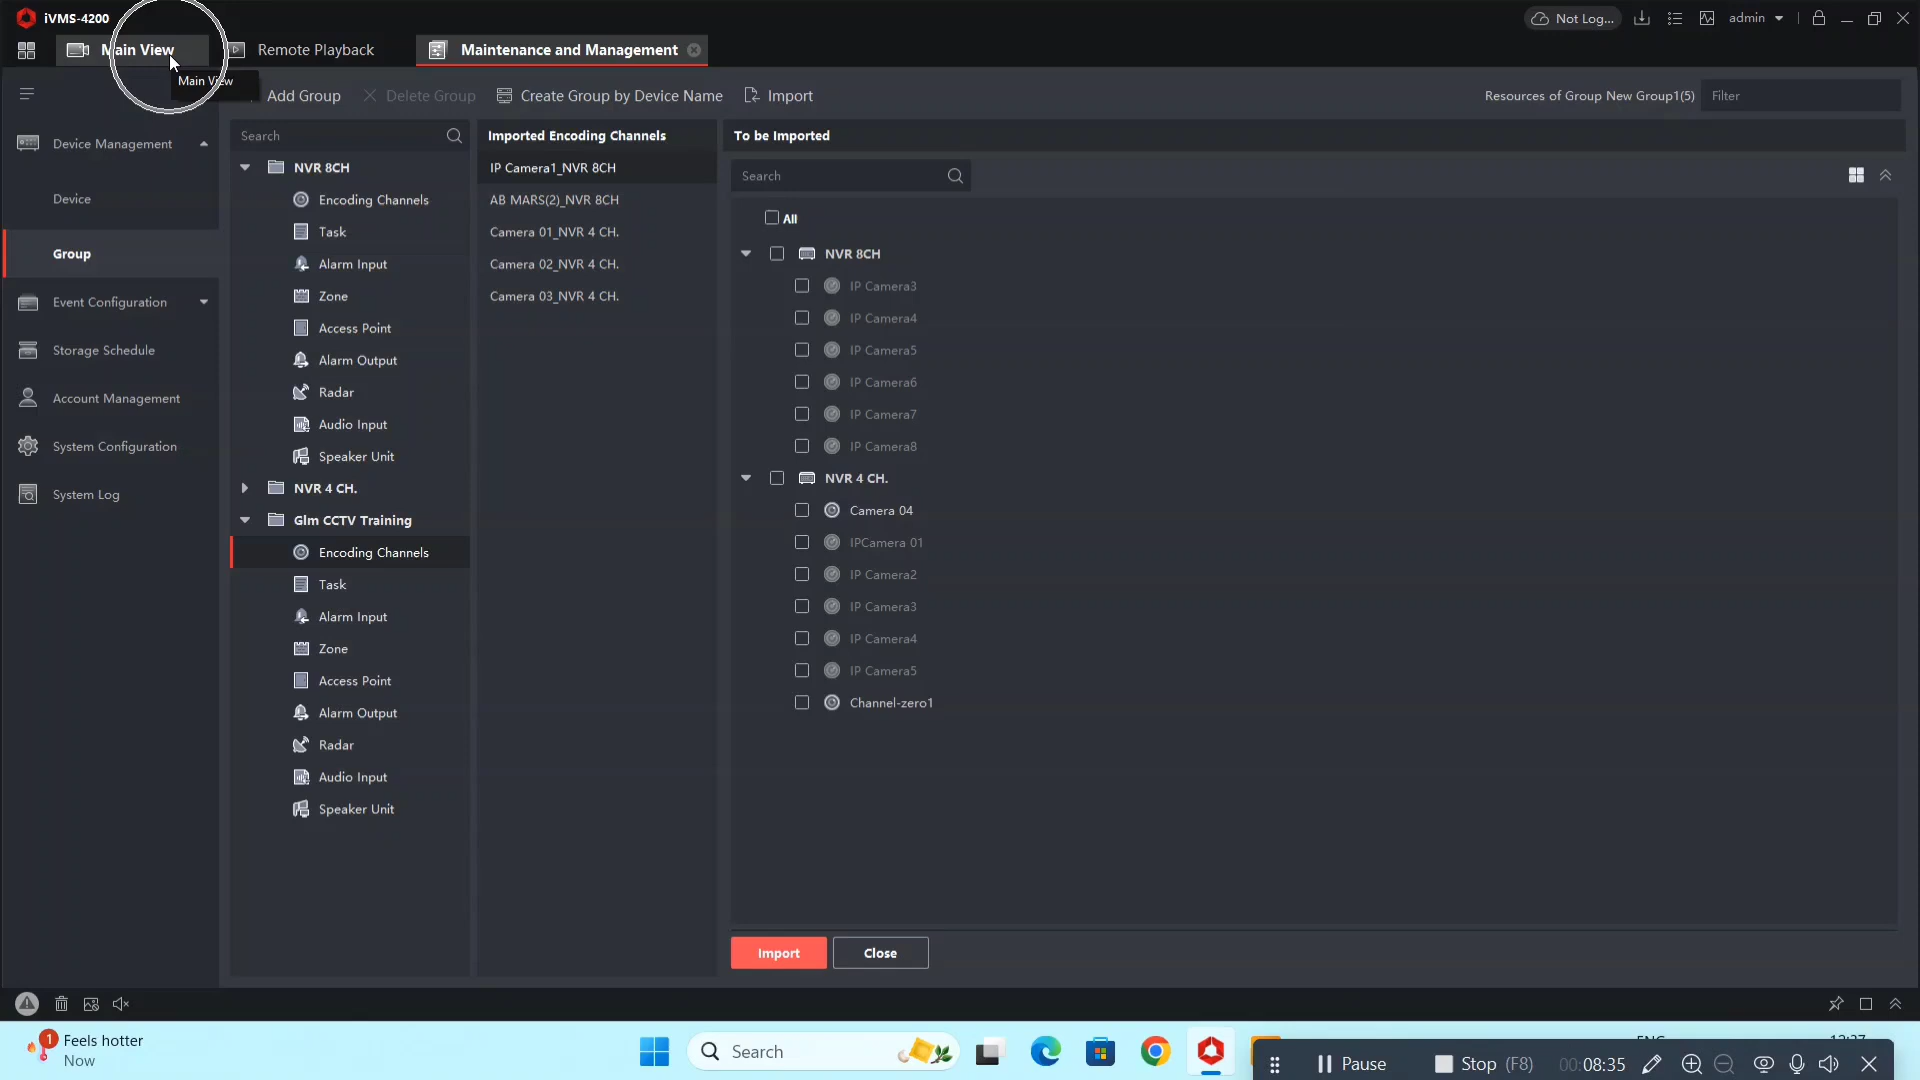 iVMS-4200
Not Log...
admin
Main View
Remote Playback
Maintenance and Management
Main View
Add Group
Delete Group
Create Group by Device Name
Import
Resources of Group New Group1(5)
Filter
Device Management
Device
Group
Event Configuration
Storage Schedule
Account Management
System Configuration
System Log
Search
NVR 8CH
Encoding Channels
Task
Alarm Input
Zone
Access Point
Alarm Output
Radar
Audio Input
Speaker Unit
NVR 4 CH.
Glm CCTV Training
Encoding Channels
Task
Alarm Input
Zone
Access Point
Alarm Output
Radar
Audio Input
Speaker Unit
Imported Encoding Channels
IP Camera1_NVR 8CH
AB MARS(2)_NVR 8CH
Camera 01_NVR 4 CH.
Camera 02_NVR 4 CH.
Camera 03_NVR 4 CH.
To be Imported
Search
All
NVR 8CH
IP Camera3
IP Camera4
IP Camera5
IP Camera6
IP Camera7
IP Camera8
NVR 4 CH.
Camera 04
IPCamera 01
IP Camera2
IP Camera3
IP Camera4
IP Camera5
Channel-zero1
Import
Close
1
Feels hotter
Now
Search
Pause
Stop (F8)
00:08:35